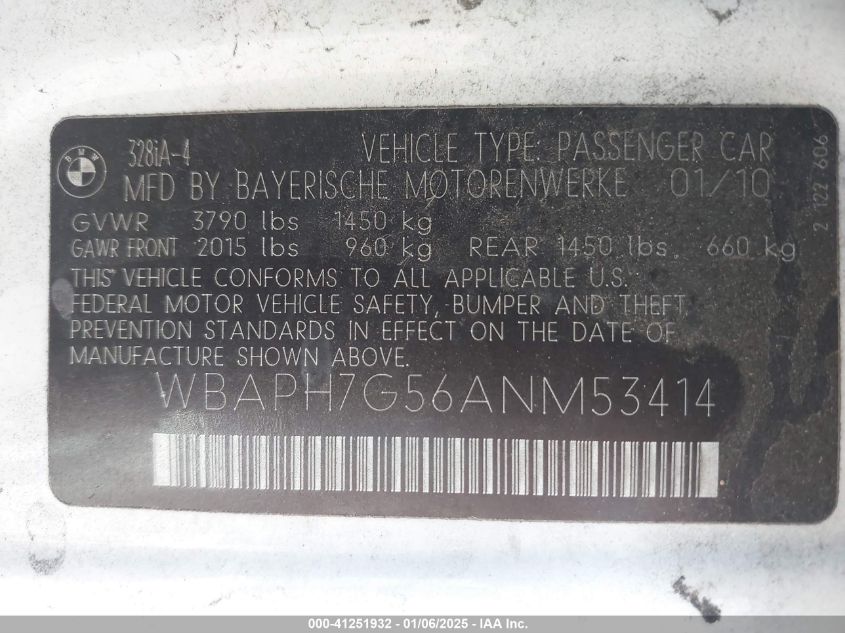 BMW
328iA-4 VEHICLE TYPE: PASSENGER CAR
MFD BY BAYERISCHE MOTORENWERKE 01/10
GVWR 3790 lbs 1450 kg
GAWR FRONT 2015 lbs 960 kg REAR 1450 lbs. 660 kg
THIS VEHICLE CONFORMS TO ALL APPLICABLE U.S.
FEDERAL MOTOR VEHICLE SAFETY, BUMPER AND THEFT
PREVENTION STANDARDS IN EFFECT ON THE DATE OF
MANUFACTURE SHOWN ABOVE.
WBAPH7G56ANM53414
2 122 606
000-41251932 - 01/06/2025 - IAA Inc.